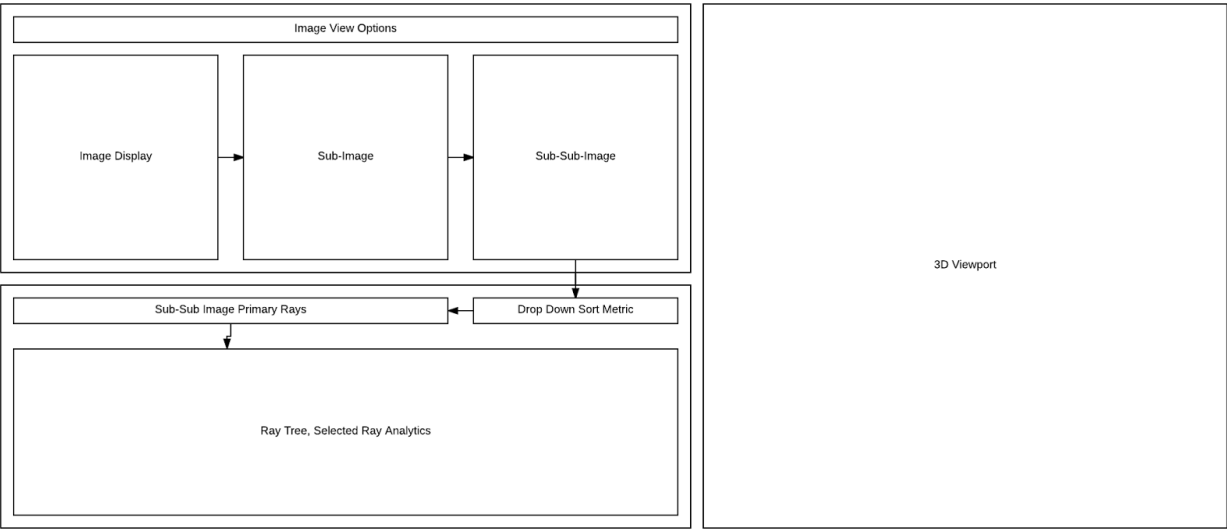 Image View Options
Image Display
Sub-Image
Sub-Sub-Image
3D Viewport
Sub-Sub Image Primary Rays
Drop Down Sort Metric
Ray Tree, Selected Ray Analytics